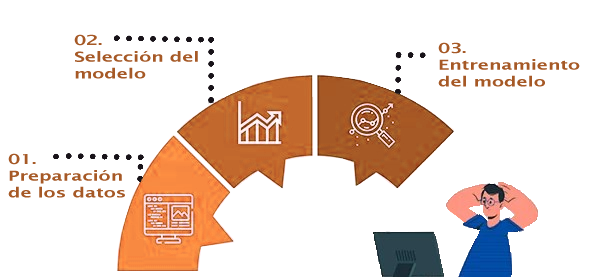 01.
Preparación
de los datos
02.
Selección del
modelo
03.
Entrenamiento
del modelo